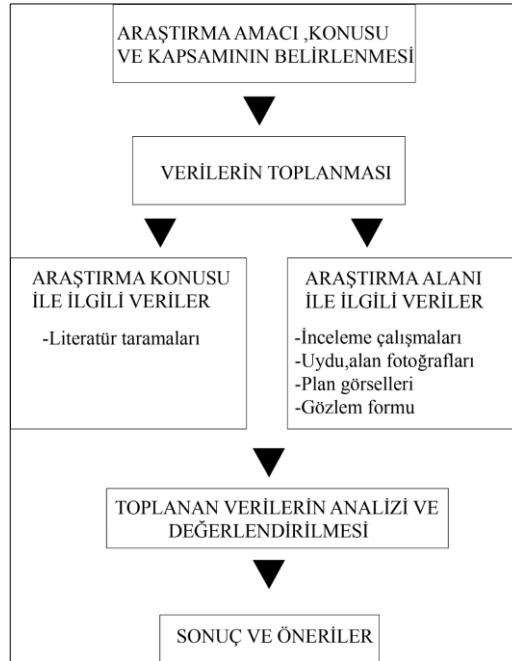 ARAŞTIRMA AMACI ,KONUSU
VE KAPSAMININ BELİRLENMESİ
VERİLERİN TOPLANMASI
ARAŞTIRMA KONUSU
İLE İLGİLİ VERİLER
-Literatür taramaları
ARAŞTIRMA ALANI
İLE İLGİLİ VERİLER
-İnceleme çalışmaları
-Uydu,alan fotoğrafları
-Plan görselleri
-Gözlem formu
TOPLANAN VERİLERİN ANALİZİ VE
DEĞERLENDİRİLMESİ
SONUÇ VE ÖNERİLER